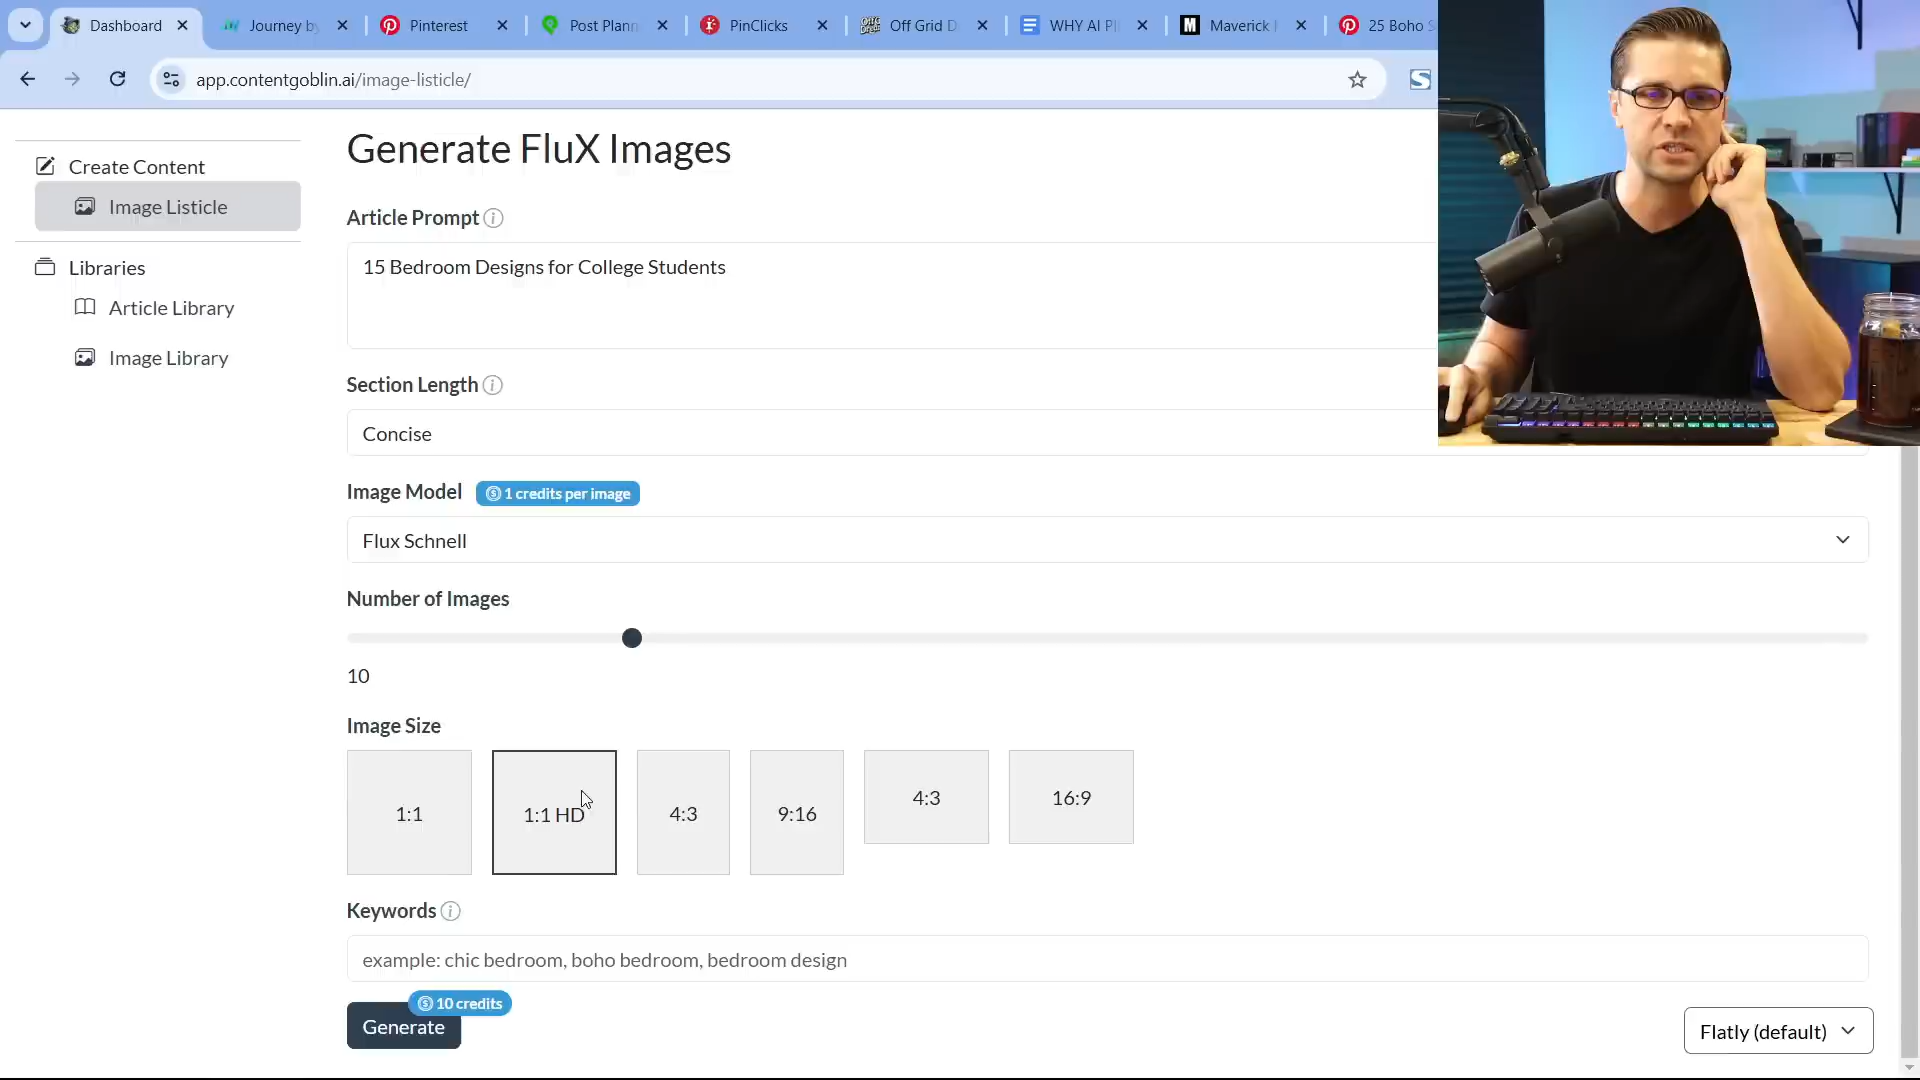 Dashboard
Journey by
Pinterest
Post Plann
PinClicks
Off Grid D
WHY AI Pi
Maverick
25 Boho S
app.contentgoblin.ai/image-listicle/
Create Content
Image Listicle
Libraries
Article Library
Image Library
Generate FluX Images
Article Prompt
15 Bedroom Designs for College Students
Section Length
Concise
Image Model
1 credits per image
Flux Schnell
Number of Images
10
Image Size
1:1
1:1 HD
4:3
9:16
4:3
16:9
Keywords
example: chic bedroom, boho bedroom, bedroom design
10 credits
Generate
Flatly (default)